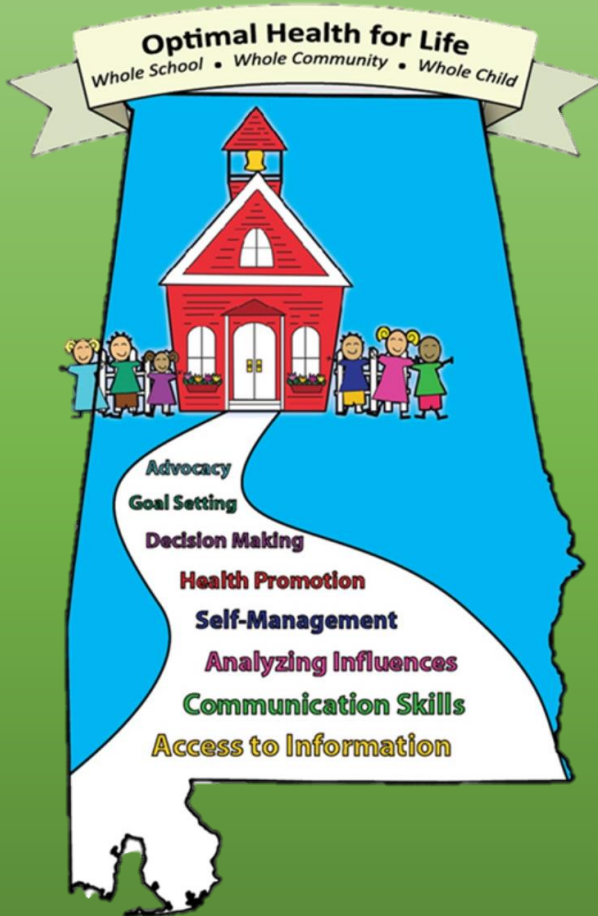 Optimal Health for Life
Whole School • Whole Community • Whole Child
Advocacy
Goal Setting
Decision Making
Health Promotion
Self-Management
Analyzing Influences
Communication Skills
Access to Information